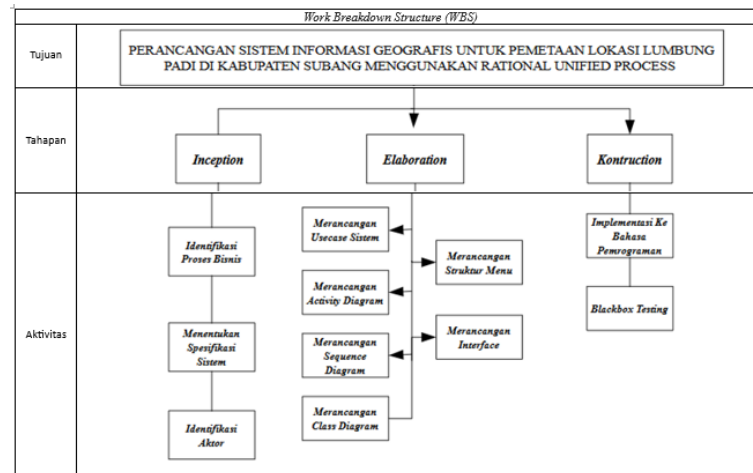 Work Breakdown Structure (WBS)
Tujuan
PERANCANGAN SISTEM INFORMASI GEOGRAFIS UNTUK PEMETAAN LOKASI LUMBUNG
PADI DI KABUPATEN SUBANG MENGGUNAKAN RATIONAL UNIFIED PROCESS
Tahapan
Inception
Elaboration
Kontruction
Aktivitas
Identifikasi
Proses Bisnis
Menentukan
Spesifikasi
Sistem
Identifikasi
Aktor
Merancangan
Usecase Sistem
Merancangan
Struktur Menu
Merancangan
Activity Diagram
Merancangan
Interface
Merancangan
Sequence
Diagram
Merancangan
Class Diagram
Implementasi Ke
Bahasa
Pemrograman
Blackbox Testing